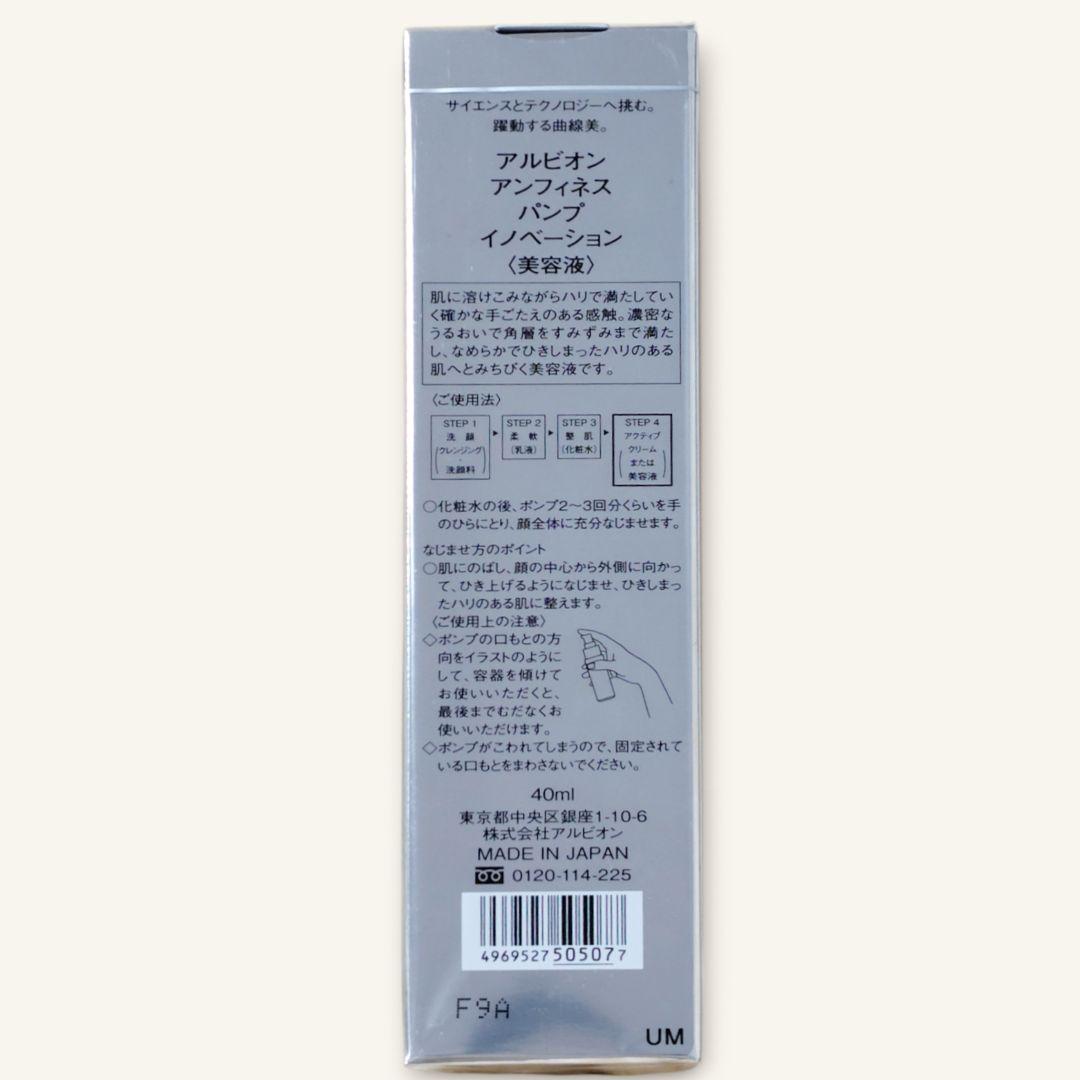 サイエンスとテクノロジーへ挑む。
躍動する曲線美。
アルビオン
アンフィネス
パンプ
イノベーション
〈美容液〉
肌に溶けこみながらハリで満たしてい
く確かな手ごたえのある感触。濃密な
うるおいで角層をすみずみまで満た
し、なめらかでひきしまったハリのある
肌へとみちびく美容液です。
〈ご使用法〉
STEP 1
洗顔
(クレンジング・
洗顔料)
STEP 2
柔軟
(乳液)
STEP 3
整肌
(化粧水)
STEP 4
アクティブ
(クリーム
または
美容液)
○化粧水の後、ポンプ2〜3回分くらいを手
のひらにとり、顔全体に充分なじませます。
なじませ方のポイント
○肌にのばし、顔の中心から外側に向かっ
て、ひき上げるようになじませ、ひきしまっ
たハリのある肌に整えます。
〈ご使用上の注意〉
◇ポンプの口もとの方
向をイラストのように
して、容器を傾けて
お使いいただくと、
最後までむだなくお
使いいただけます。
◇ポンプがこわれてしまうので、固定されて
いる口もとをまわさないでください。
40ml
東京都中央区銀座1-10-6
株式会社アルビオン
MADE IN JAPAN
0120-114-225
4969527505077
F9A
UM